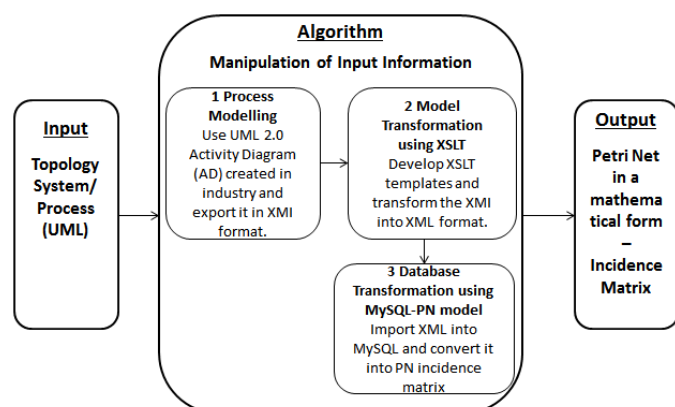 Algorithm
Manipulation of Input Information
Input
Topology
System/
Process
(UML)
1 Process
Modelling
Use UML 2.0
Activity Diagram
(AD) created
in industry
and export it in XMI
format.
2 Model
Transformation
using XSLT
Develop XSLT
templates and
transform the XMI
into XML format.
3 Database
Transformation using
MySQL-PN model
Import XML into
MySQL and convert it
into PN incidence
matrix
Output
Petri Net
in a
mathema
tical form
–
Incidence
Matrix